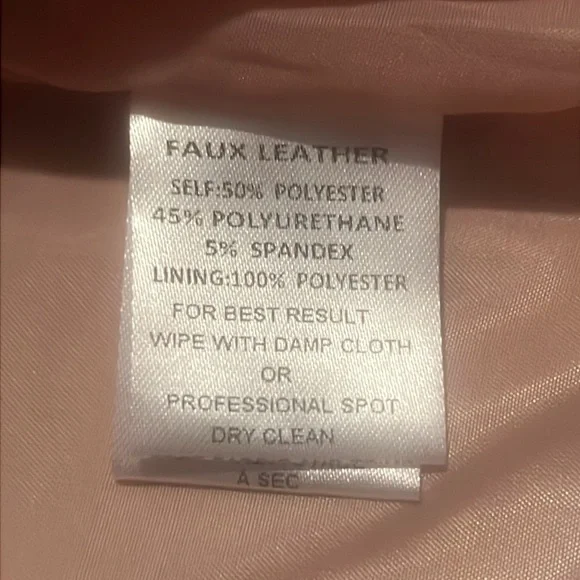 FAUX LEATHER
SELF:50% POLYESTER
45% POLYURETHANE
5% SPANDEX
LINING:100% POLYESTER
FOR BEST RESULT
WIPE WITH DAMP CLOTH
OR
PROFESSIONAL SPOT
DRY CLEAN
À SEC